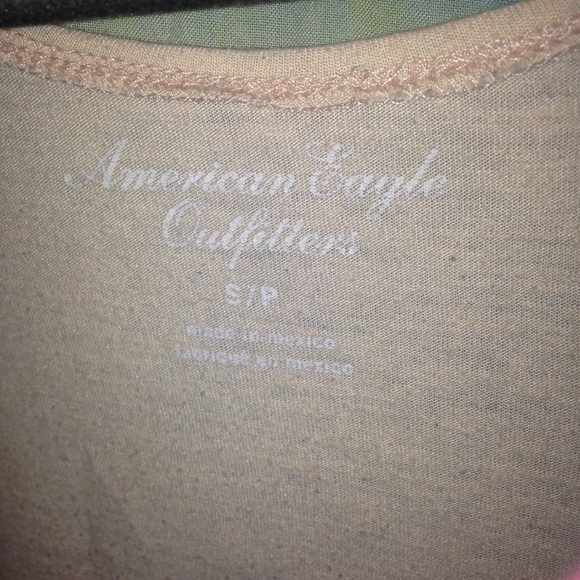 American Eagle
Outfitters
S/P
made in mexico
fabriqué en mexico